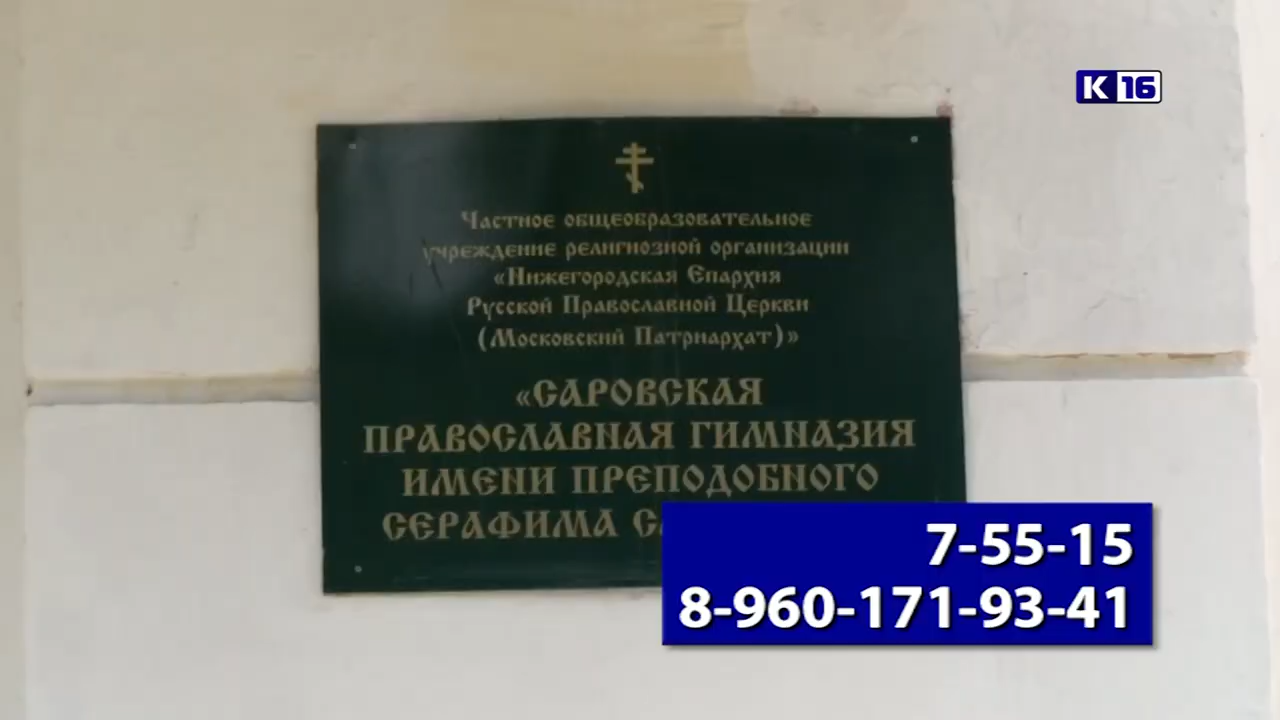 К 16
Частное общеобразовательное
учреждение религиозной организации
«Нижегородская Епархия
Русской Православной Церкви
(Московский Патриархат)»
«САРОВСКАЯ
ПРАВОСЛАВНАЯ ГИМНАЗИЯ
ИМЕНИ ПРЕПОДОБНОГО
СЕРАФИМА
7-55-15
8-960-171-93-41